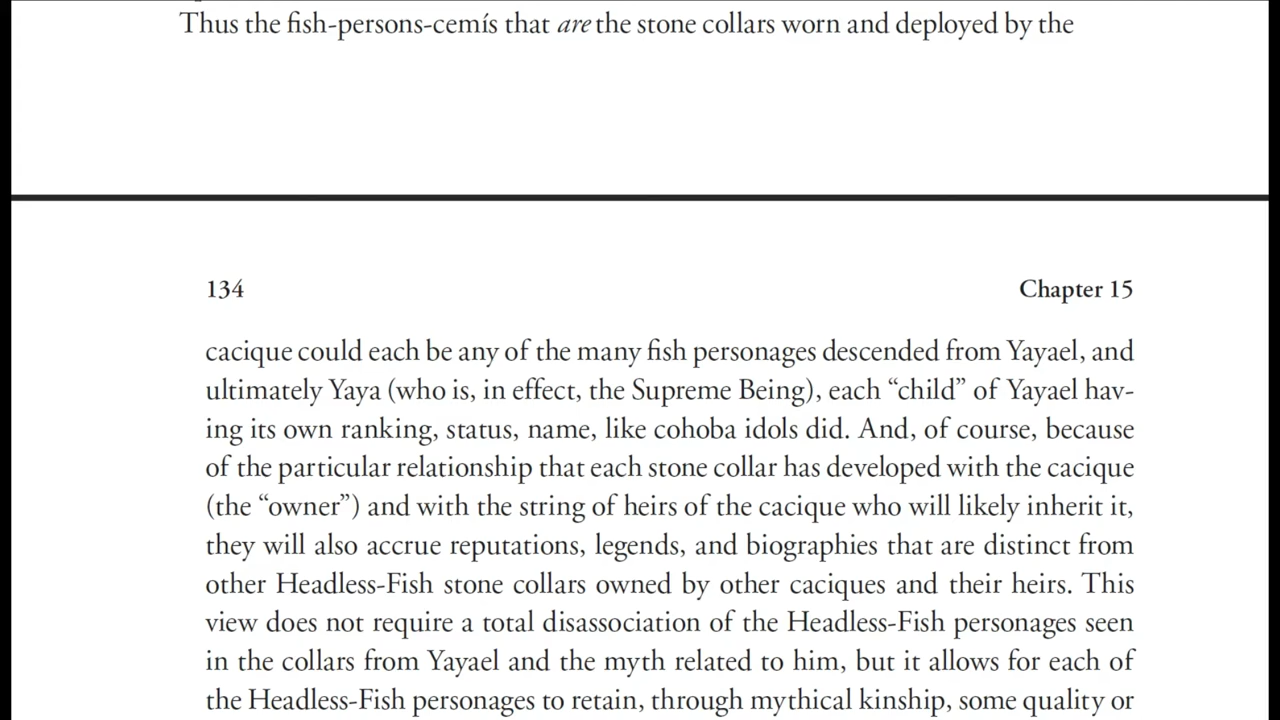 Thus the fish-persons-cemís that are the stone collars worn and deployed by the
134
Chapter 15
cacique could each be any of the many fish personages descended from Yayael, and
ultimately Yaya (who is, in effect, the Supreme Being), each “child” of Yayael hav-
ing its own ranking, status, name, like cohoba idols did. And, of course, because
of the particular relationship that each stone collar has developed with the cacique
(the “owner”) and with the string of heirs of the cacique who will likely inherit it,
they will also accrue reputations, legends, and biographies that are distinct from
other Headless-Fish stone collars owned by other caciques and their heirs. This
view does not require a total disassociation of the Headless-Fish personages seen
in the collars from Yayael and the myth related to him, but it allows for each of
the Headless-Fish personages to retain, through mythical kinship, some quality or